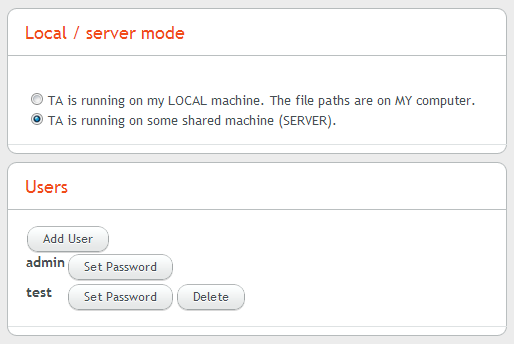 Local / server mode
TA is running on my LOCAL machine. The file paths are on MY computer.
TA is running on some shared machine (SERVER).
Users
Add User
admin Set Password
test Set Password Delete